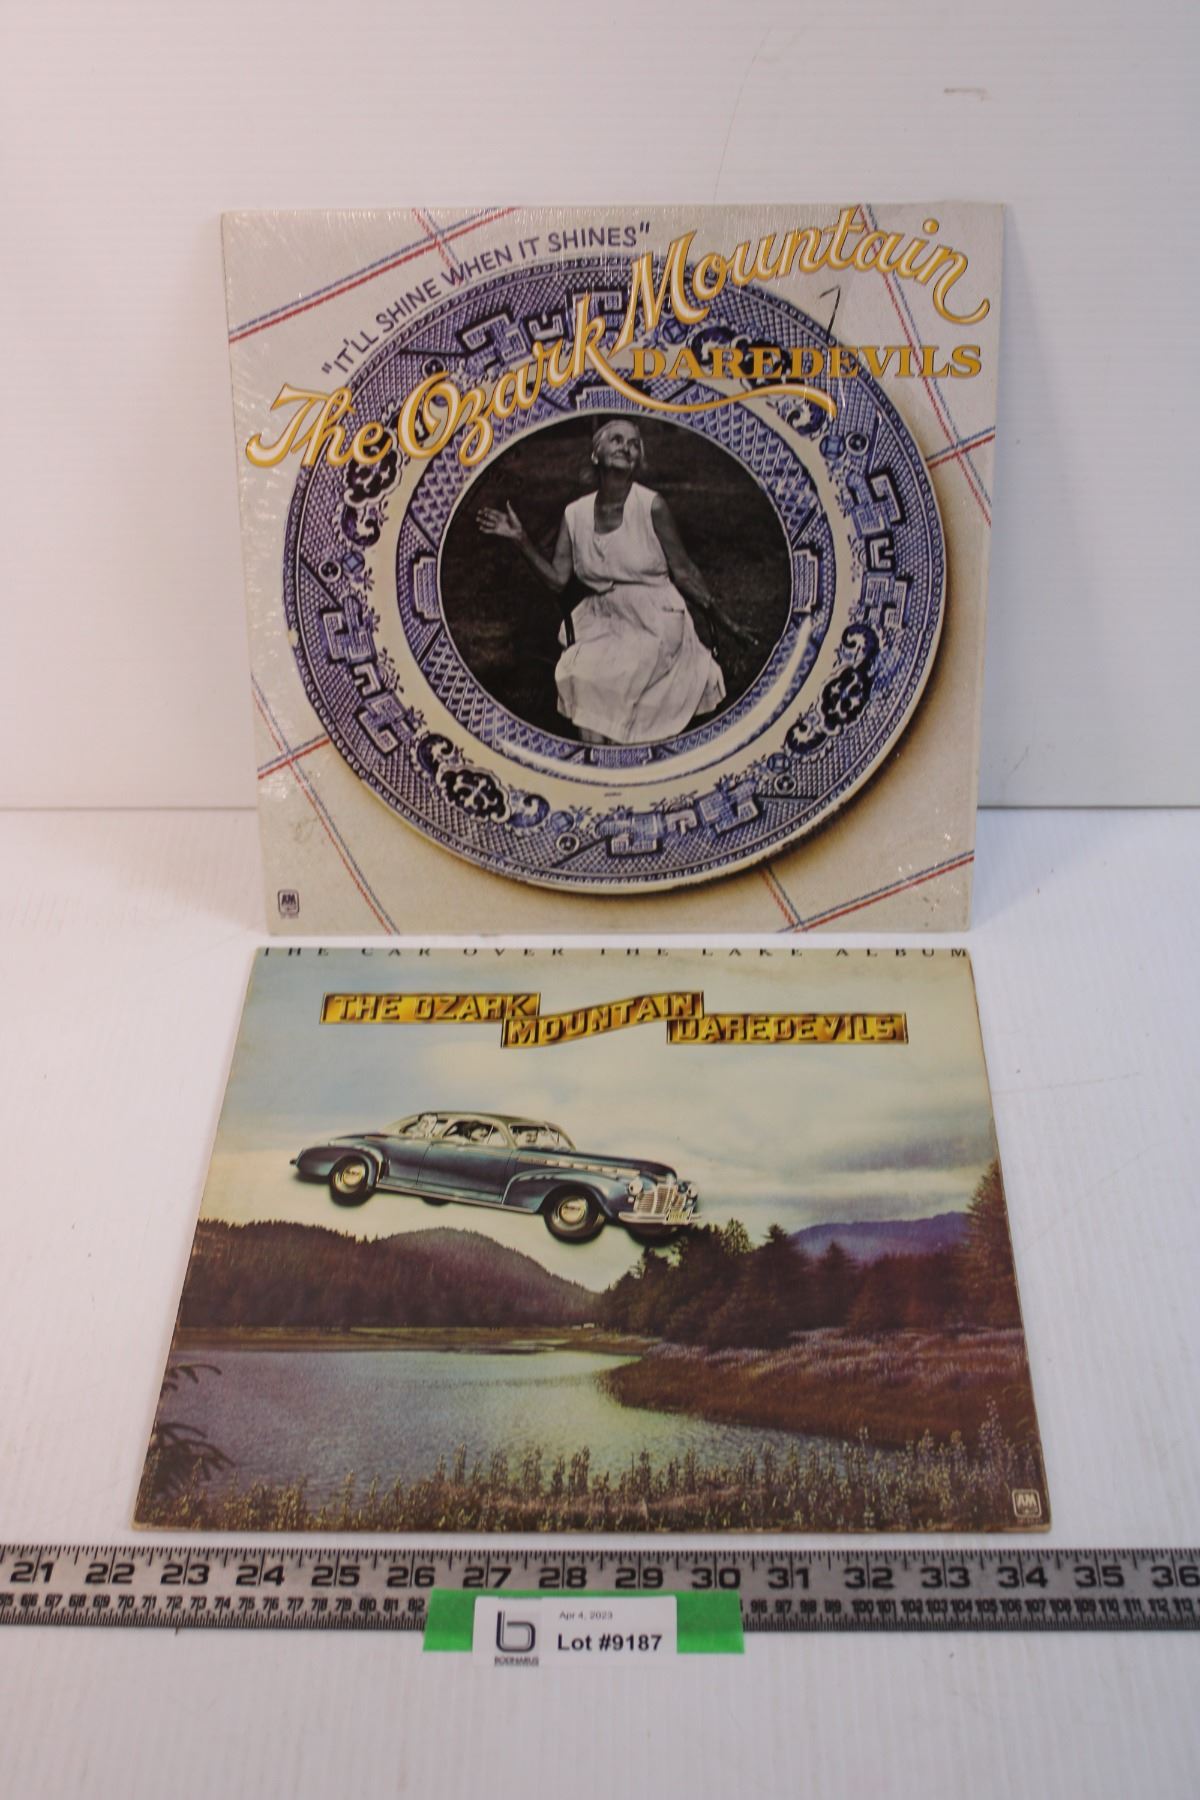 "IT'LL SHINE WHEN IT SHINES"
The Ozark Mountain
DAREDEVILS
A&M
THE CAR OVER THE LAKE ALBUM
THE OZARK
MOUNTAIN
DAREDEVILS
A&M
21 22 23 24 25 26 27 28 29 30 31 32 33 34 35 36
Apr 4, 2023
Lot #9187
BODNARUS